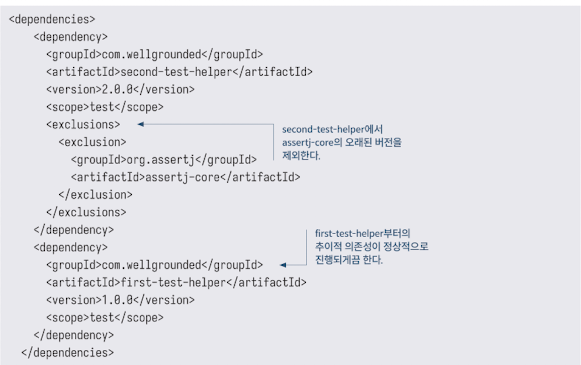 <dependencies>
<dependency>
<groupId>com.wellgrounded</groupId>
<artifactId>second-test-helper</artifactId>
<version>2.0.0</version>
<scope>test</scope>
<exclusions>
second-test-helper에서
assertj-core의 오래된 버전을
제외한다.
<exclusion>
<groupId>org.assertj</groupId>
<artifactId>assertj-core</artifactId>
</exclusion>
</exclusions>
</dependency>
<dependency>
first-test-helper부터의
추이적 의존성이 정상적으로
진행되게끔 한다.
<groupId>com.wellgrounded</groupId>
<artifactId>first-test-helper</artifactId>
<version>1.0.0</version>
<scope>test</scope>
</dependency>
</dependencies>